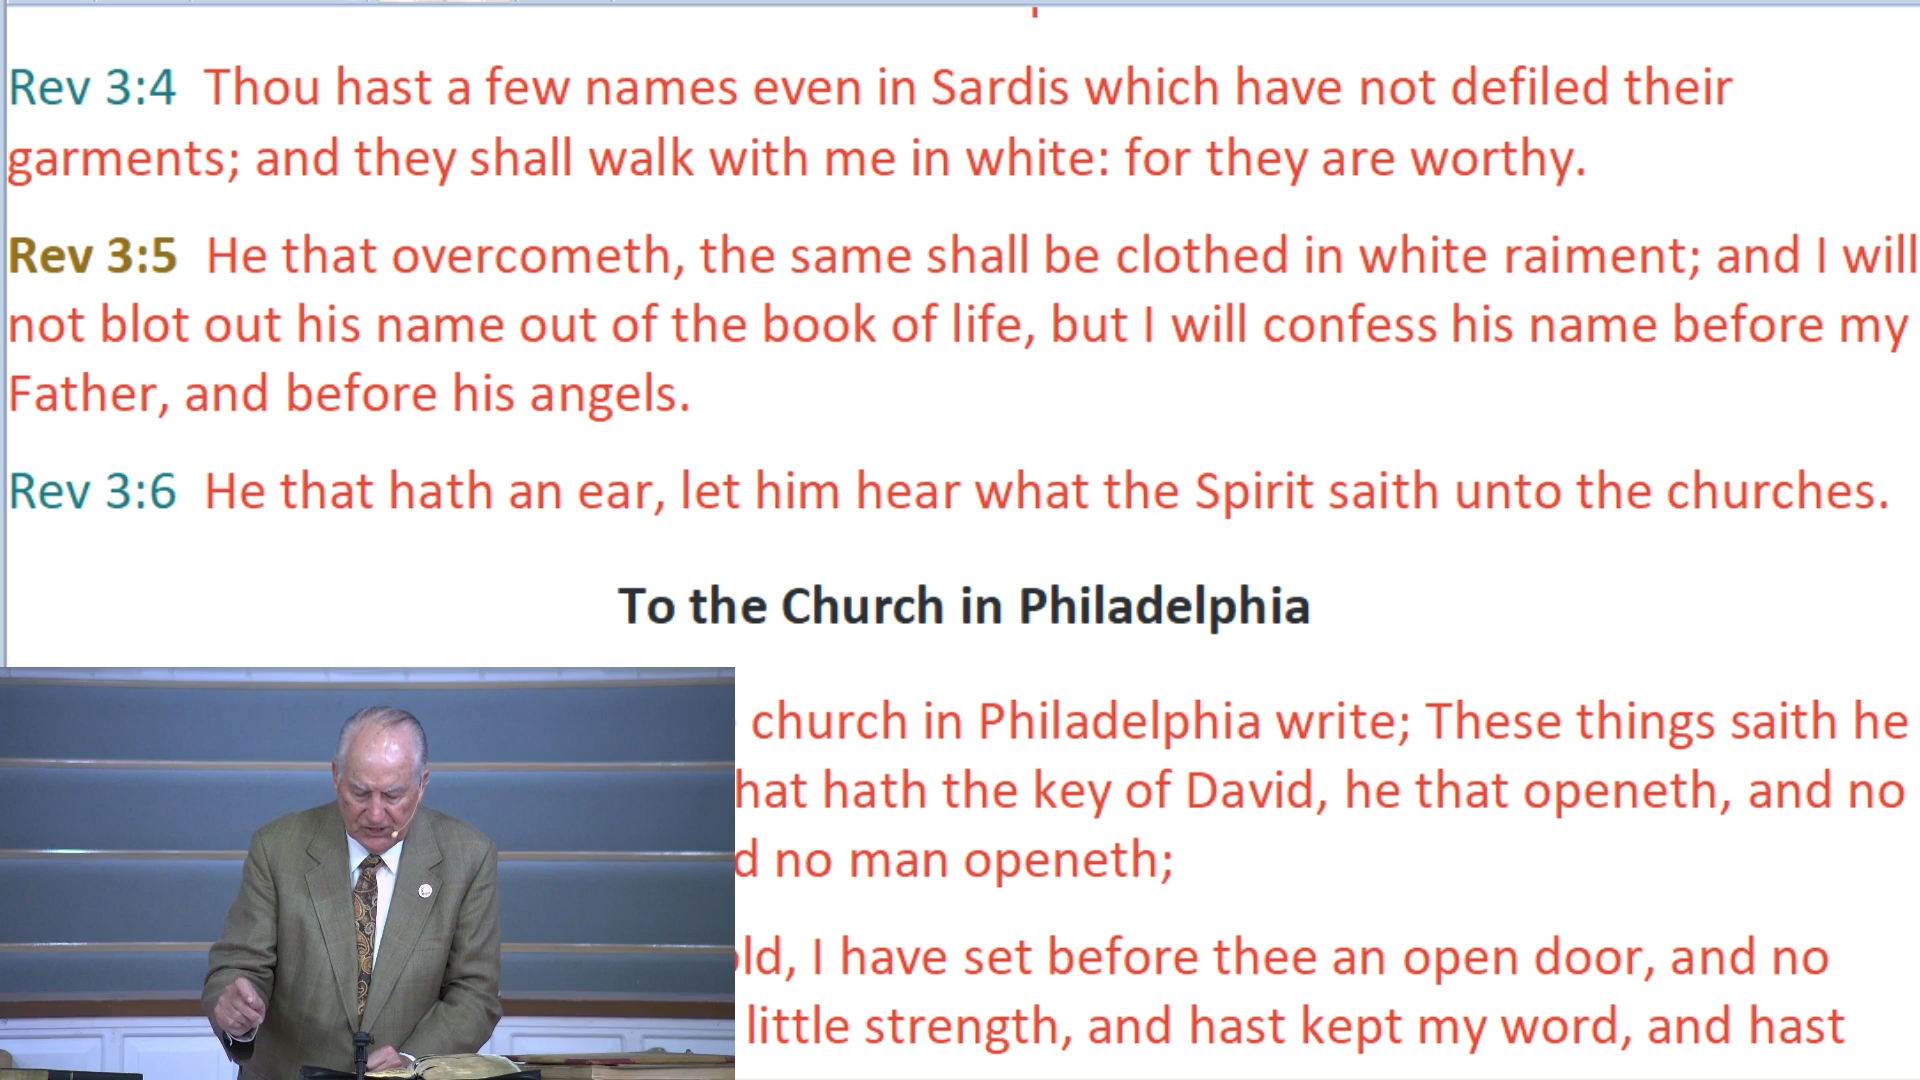 Rev 3:4 Thou hast a few names even in Sardis which have not defiled their
garments; and they shall walk with me in white: for they are worthy.
Rev 3:5 He that overcometh, the same shall be clothed in white raiment; and I will
not blot out his name out of the book of life, but I will confess his name before my
Father, and before his angels.
Rev 3:6 He that hath an ear, let him hear what the Spirit saith unto the churches.
To the Church in Philadelphia
church in Philadelphia write; These things saith he
hat hath the key of David, he that openeth, and no
d no man openeth;
ld, I have set before thee an open door, and no
little strength, and hast kept my word, and hast